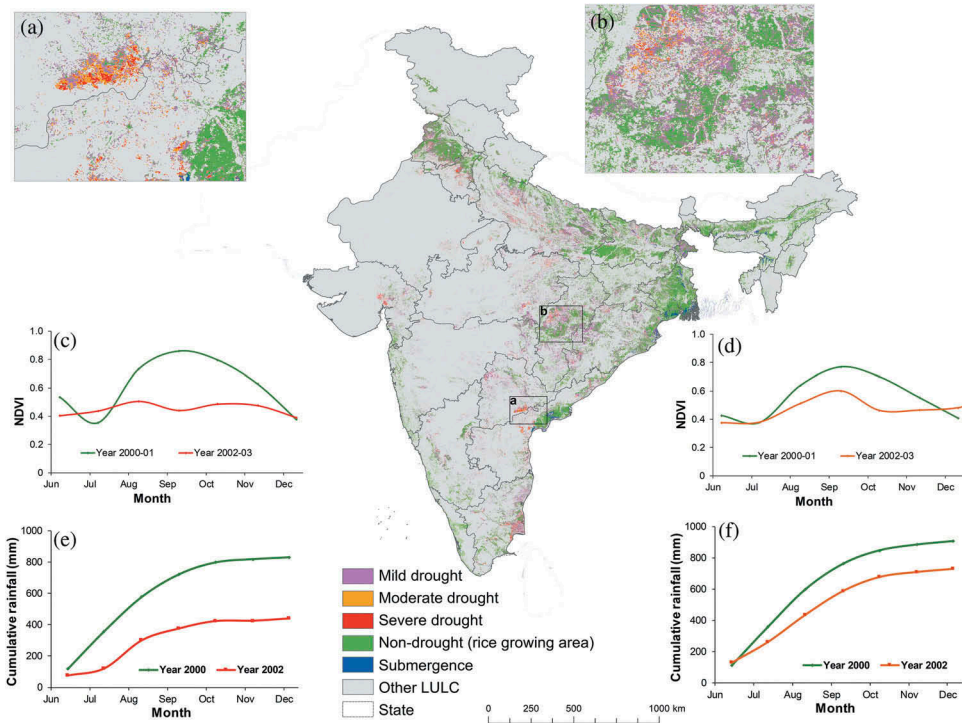 (a)
(b)
b
a
(c)
1.0
0.8
0.6
0.4
0.2
0
NDVI
Year 2000-01
Year 2002-03
Jun
Jul
Aug
Sep
Oct
Nov
Dec
Month
(d)
1.0
0.8
0.6
0.4
0.2
0
NDVI
Year 2000-01
Year 2002-03
Jun
Jul
Aug
Sep
Oct
Nov
Dec
Month
(e)
1000
800
600
400
200
0
Cumulative rainfall (mm)
Year 2000
Year 2002
Jun
Jul
Aug
Sep
Oct
Nov
Dec
Month
Mild drought
Moderate drought
Severe drought
Non-drought (rice growing area)
Submergence
Other LULC
State
0
250
500
1000 km
(f)
1000
800
600
400
200
0
Cumulative rainfall (mm)
Year 2000
Year 2002
Jun
Jul
Aug
Sep
Oct
Nov
Dec
Month